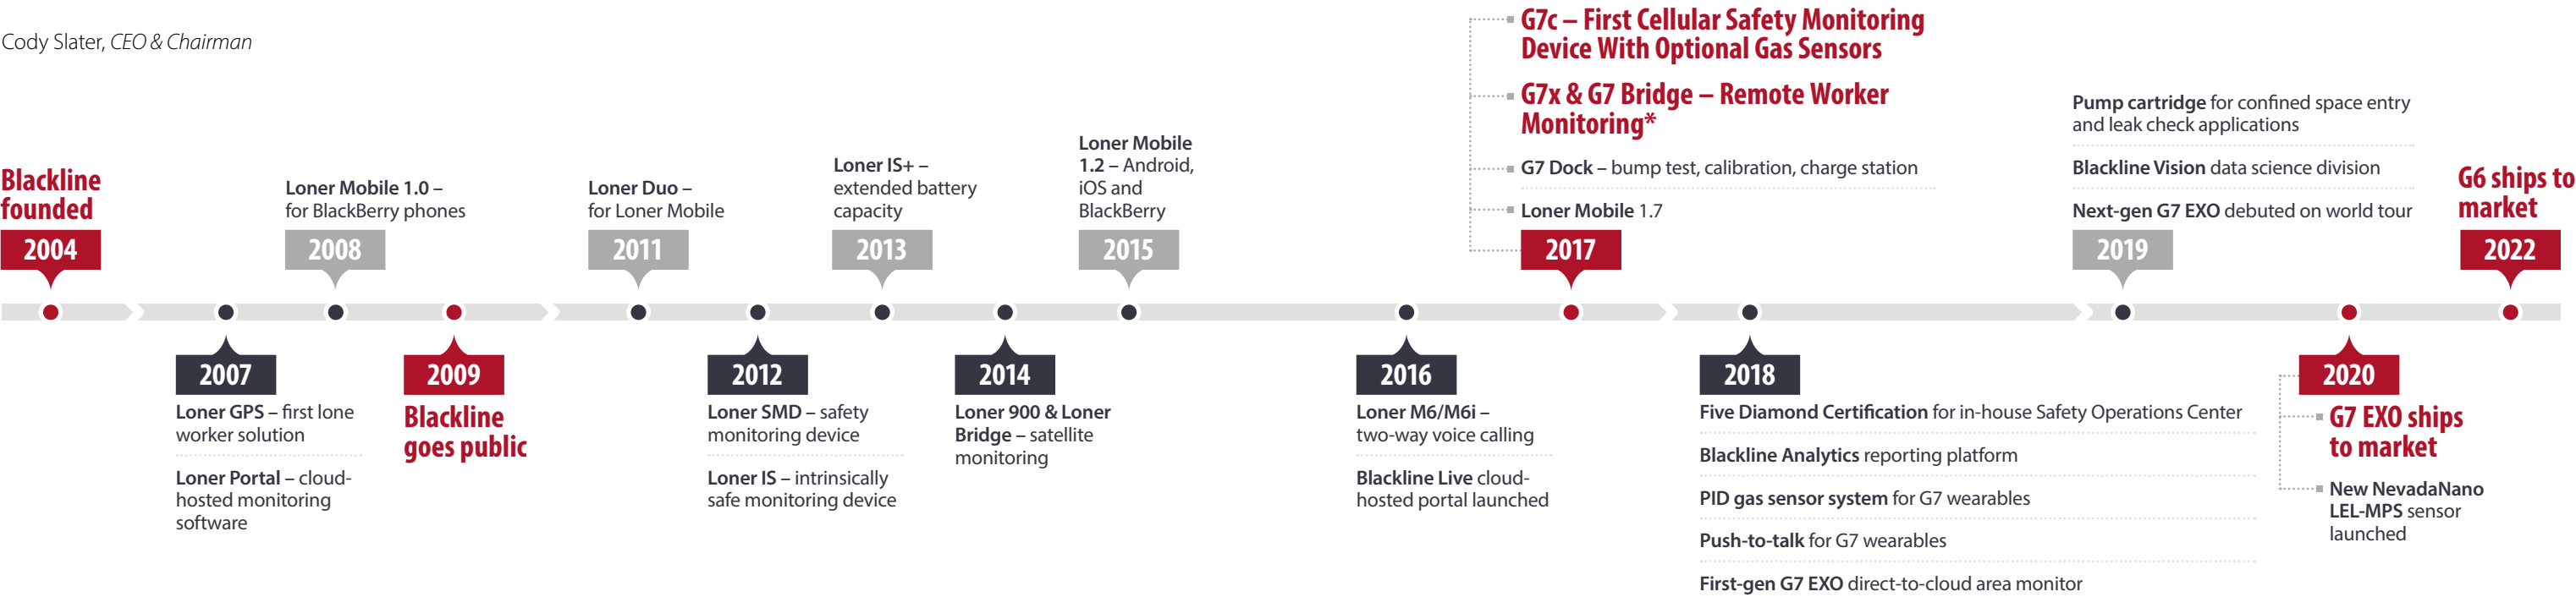 Cody Slater, CEO & Chairman
Blackline
founded
2004
Loner GPS – first lone
worker solution
Loner Portal – cloud-
hosted monitoring
software
2007
Loner Mobile 1.0 –
for BlackBerry phones
2008
2009
Blackline
goes public
Loner Duo –
for Loner Mobile
2011
2012
Loner SMD – safety
monitoring device
Loner IS – intrinsically
safe monitoring device
Loner IS+ –
extended battery
capacity
2013
2014
Loner 900 & Loner
Bridge – satellite
monitoring
Loner Mobile
1.2 – Android,
iOS and
BlackBerry
2015
2016
Loner M6/M6i –
two-way voice calling
Blackline Live cloud-
hosted portal launched
G7c – First Cellular Safety Monitoring
Device With Optional Gas Sensors
G7x & G7 Bridge – Remote Worker
Monitoring*
G7 Dock – bump test, calibration, charge station
Loner Mobile 1.7
2017
2018
Five Diamond Certification for in-house Safety Operations Center
Blackline Analytics reporting platform
PID gas sensor system for G7 wearables
Push-to-talk for G7 wearables
First-gen G7 EXO direct-to-cloud area monitor
Pump cartridge for confined space entry
and leak check applications
Blackline Vision data science division
Next-gen G7 EXO debuted on world tour
2019
2020
G7 EXO ships
to market
New NevadaNano
LEL-MPS sensor
launched
G6 ships to
market
2022